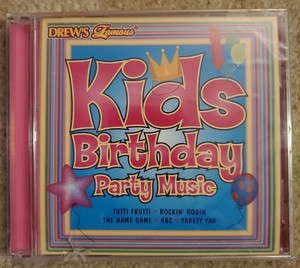 DREW'S Famous
Kids
Birthday
Party Music
TUTTI FRUTTI ROCKIN' ROBIN
THE NAME GAME ABC YAKETY YAK